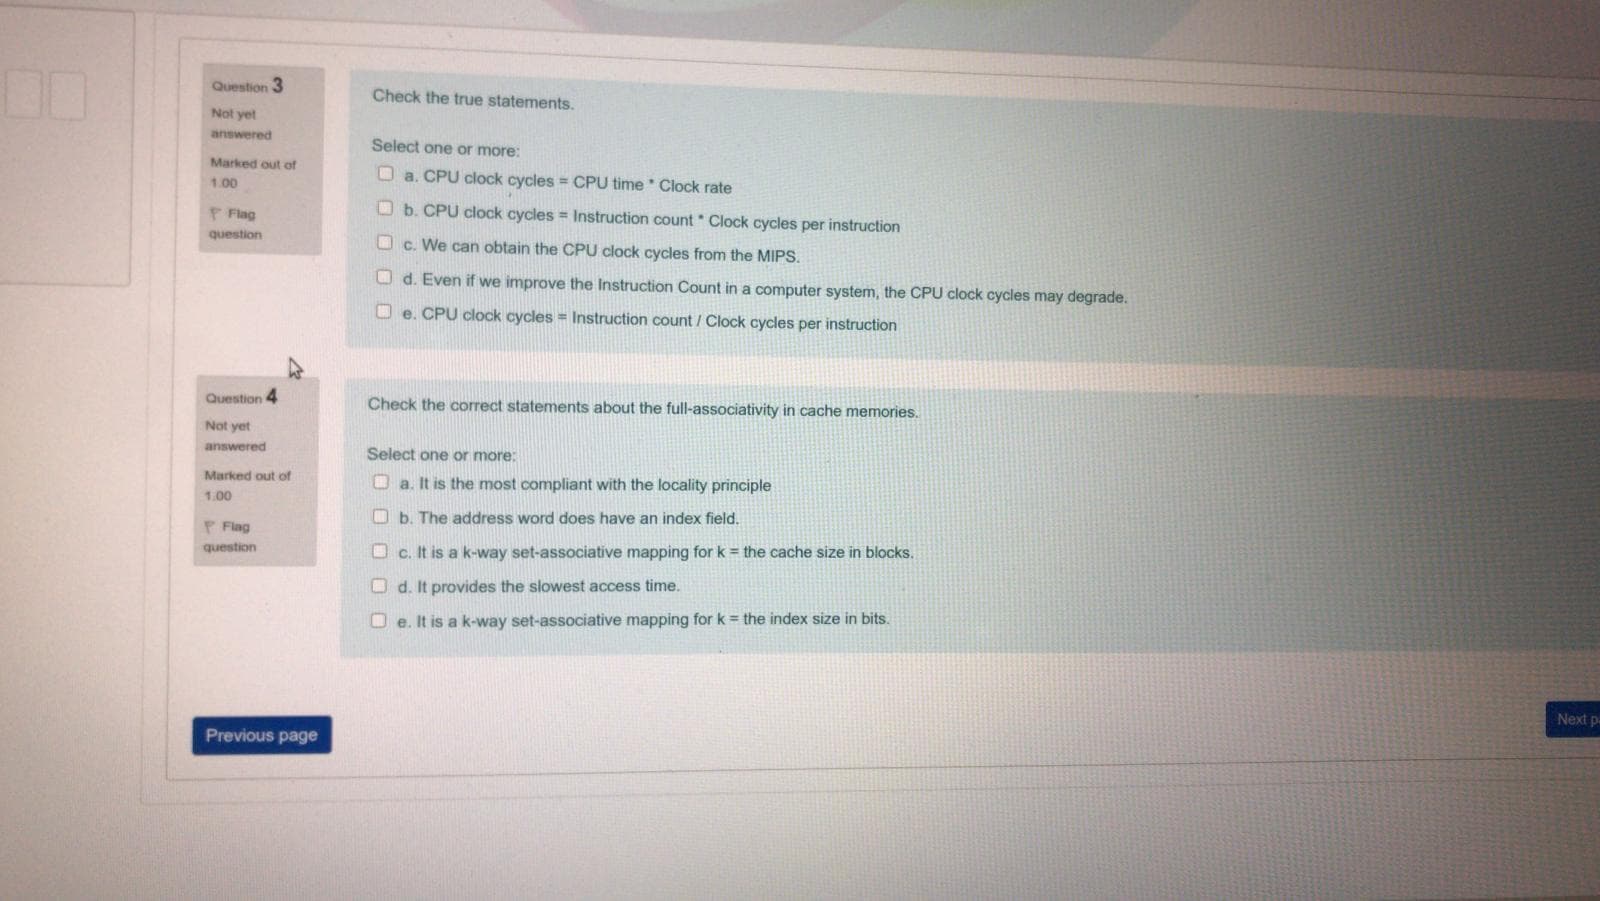 Question 3
Not yet
answered
Marked out of
1.00
Flag
question
Check the true statements.
Select one or more:
a. CPU clock cycles = CPU time * Clock rate
b. CPU clock cycles = Instruction count * Clock cycles per instruction
c. We can obtain the CPU clock cycles from the MIPS.
d. Even if we improve the Instruction Count in a computer system, the CPU clock cycles may degrade.
e. CPU clock cycles = Instruction count / Clock cycles per instruction
Question 4
Not yet
answered
Marked out of
1.00
Flag
question
Check the correct statements about the full-associativity in cache memories.
Select one or more:
a. It is the most compliant with the locality principle
b. The address word does have an index field.
c. It is a k-way set-associative mapping for k = the cache size in blocks.
d. It provides the slowest access time.
e. It is a k-way set-associative mapping for k = the index size in bits.
Previous page
Next